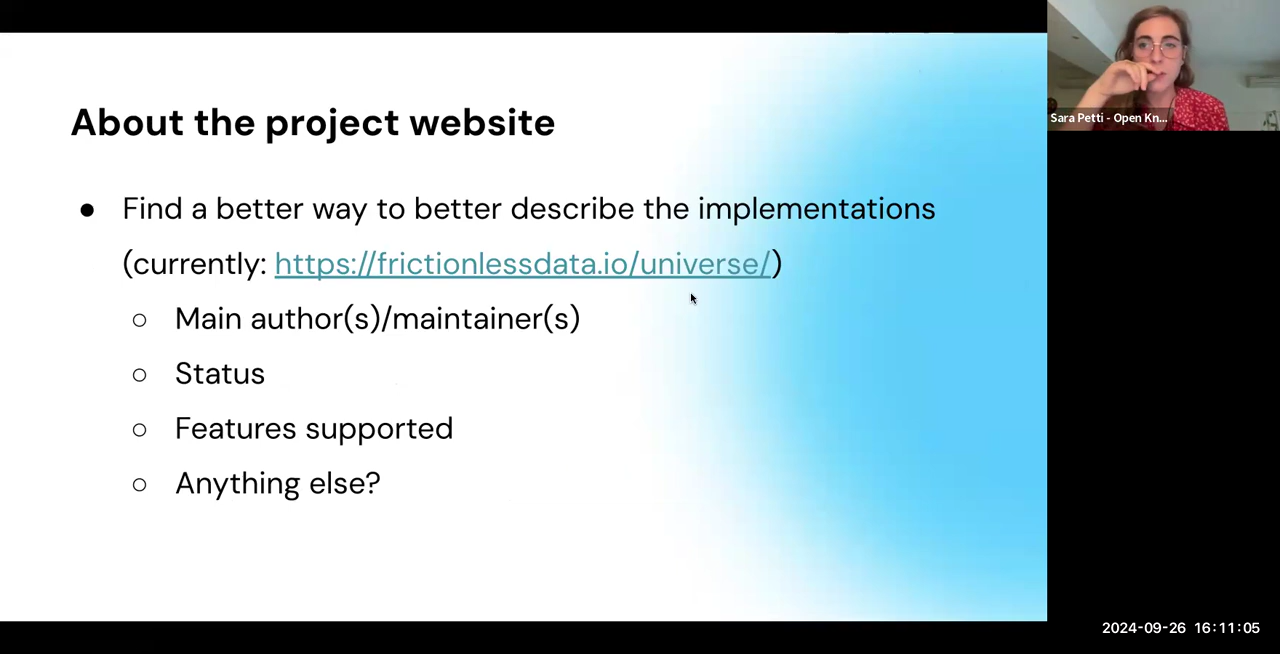 About the project website
● Find a better way to better describe the implementations
(currently: https://frictionlessdata.io/universe/)
○ Main author(s)/maintainer(s)
○ Status
○ Features supported
○ Anything else?
Sara Petti - Open Kn...
2024-09-26 16:11:05